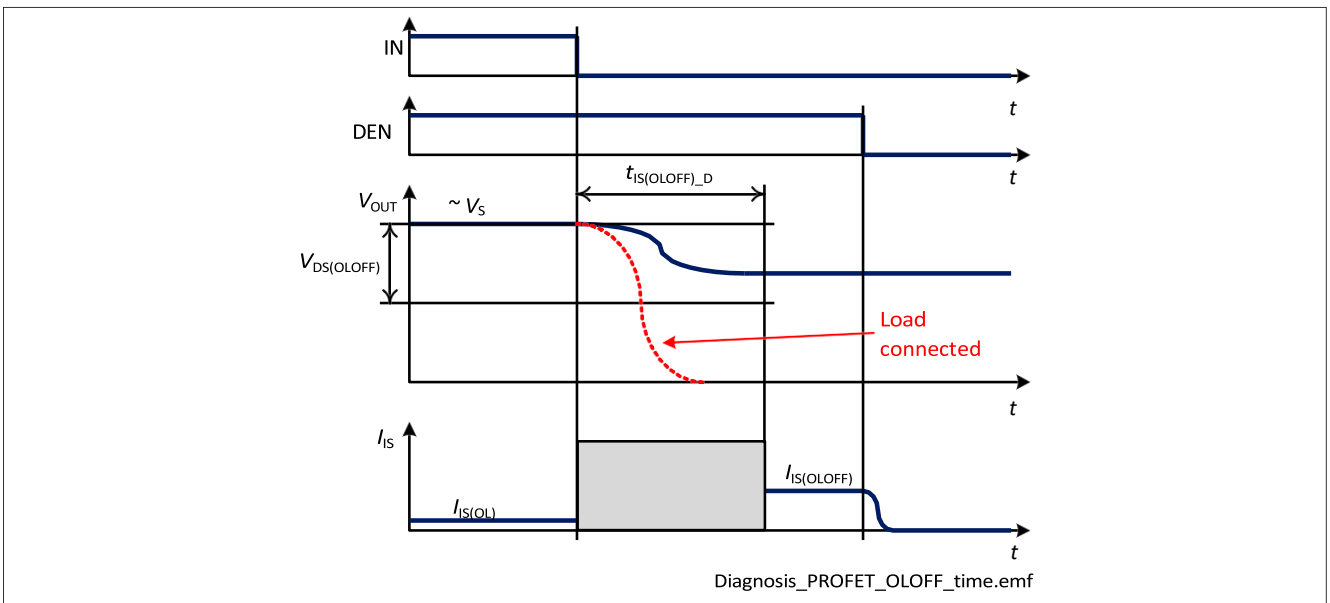 IN
t
DEN
t
tIS(OLOFF)_D
VOUT
~ VS
VDS(OLOFF)
Load
connected
t
IIS
IIS(OL)
IIS(OLOFF)
t
Diagnosis_PROFET_OLOFF_time.emf